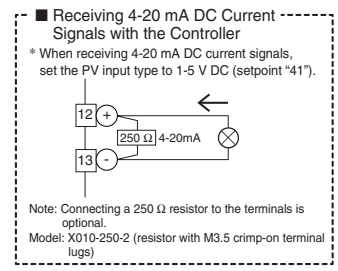 ■ Receiving 4-20 mA DC Current
Signals with the Controller
* When receiving 4-20 mA DC current signals,
set the PV input type to 1-5 V DC (setpoint “41”).
12 +
250 Ω 4-20mA
13 -
Note: Connecting a 250 Ω resistor to the terminals is
optional.
Model: X010-250-2 (resistor with M3.5 crimp-on terminal
lugs)